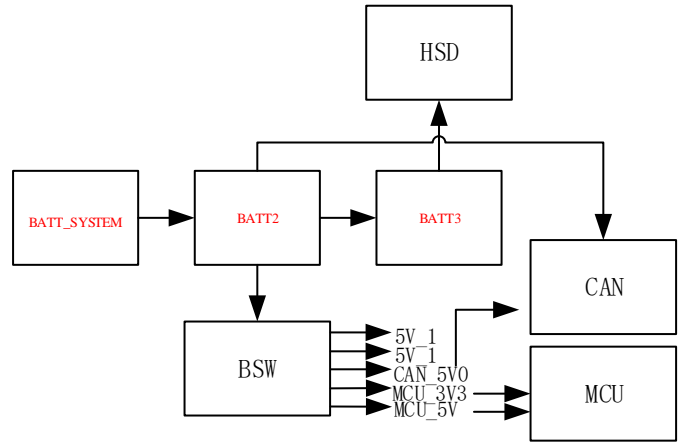 HSD
BATT_SYSTEM
BATT2
BATT3
CAN
BSW
5V_1
5V_1
CAN_5V0
MCU_3V3
MCU_5V
MCU